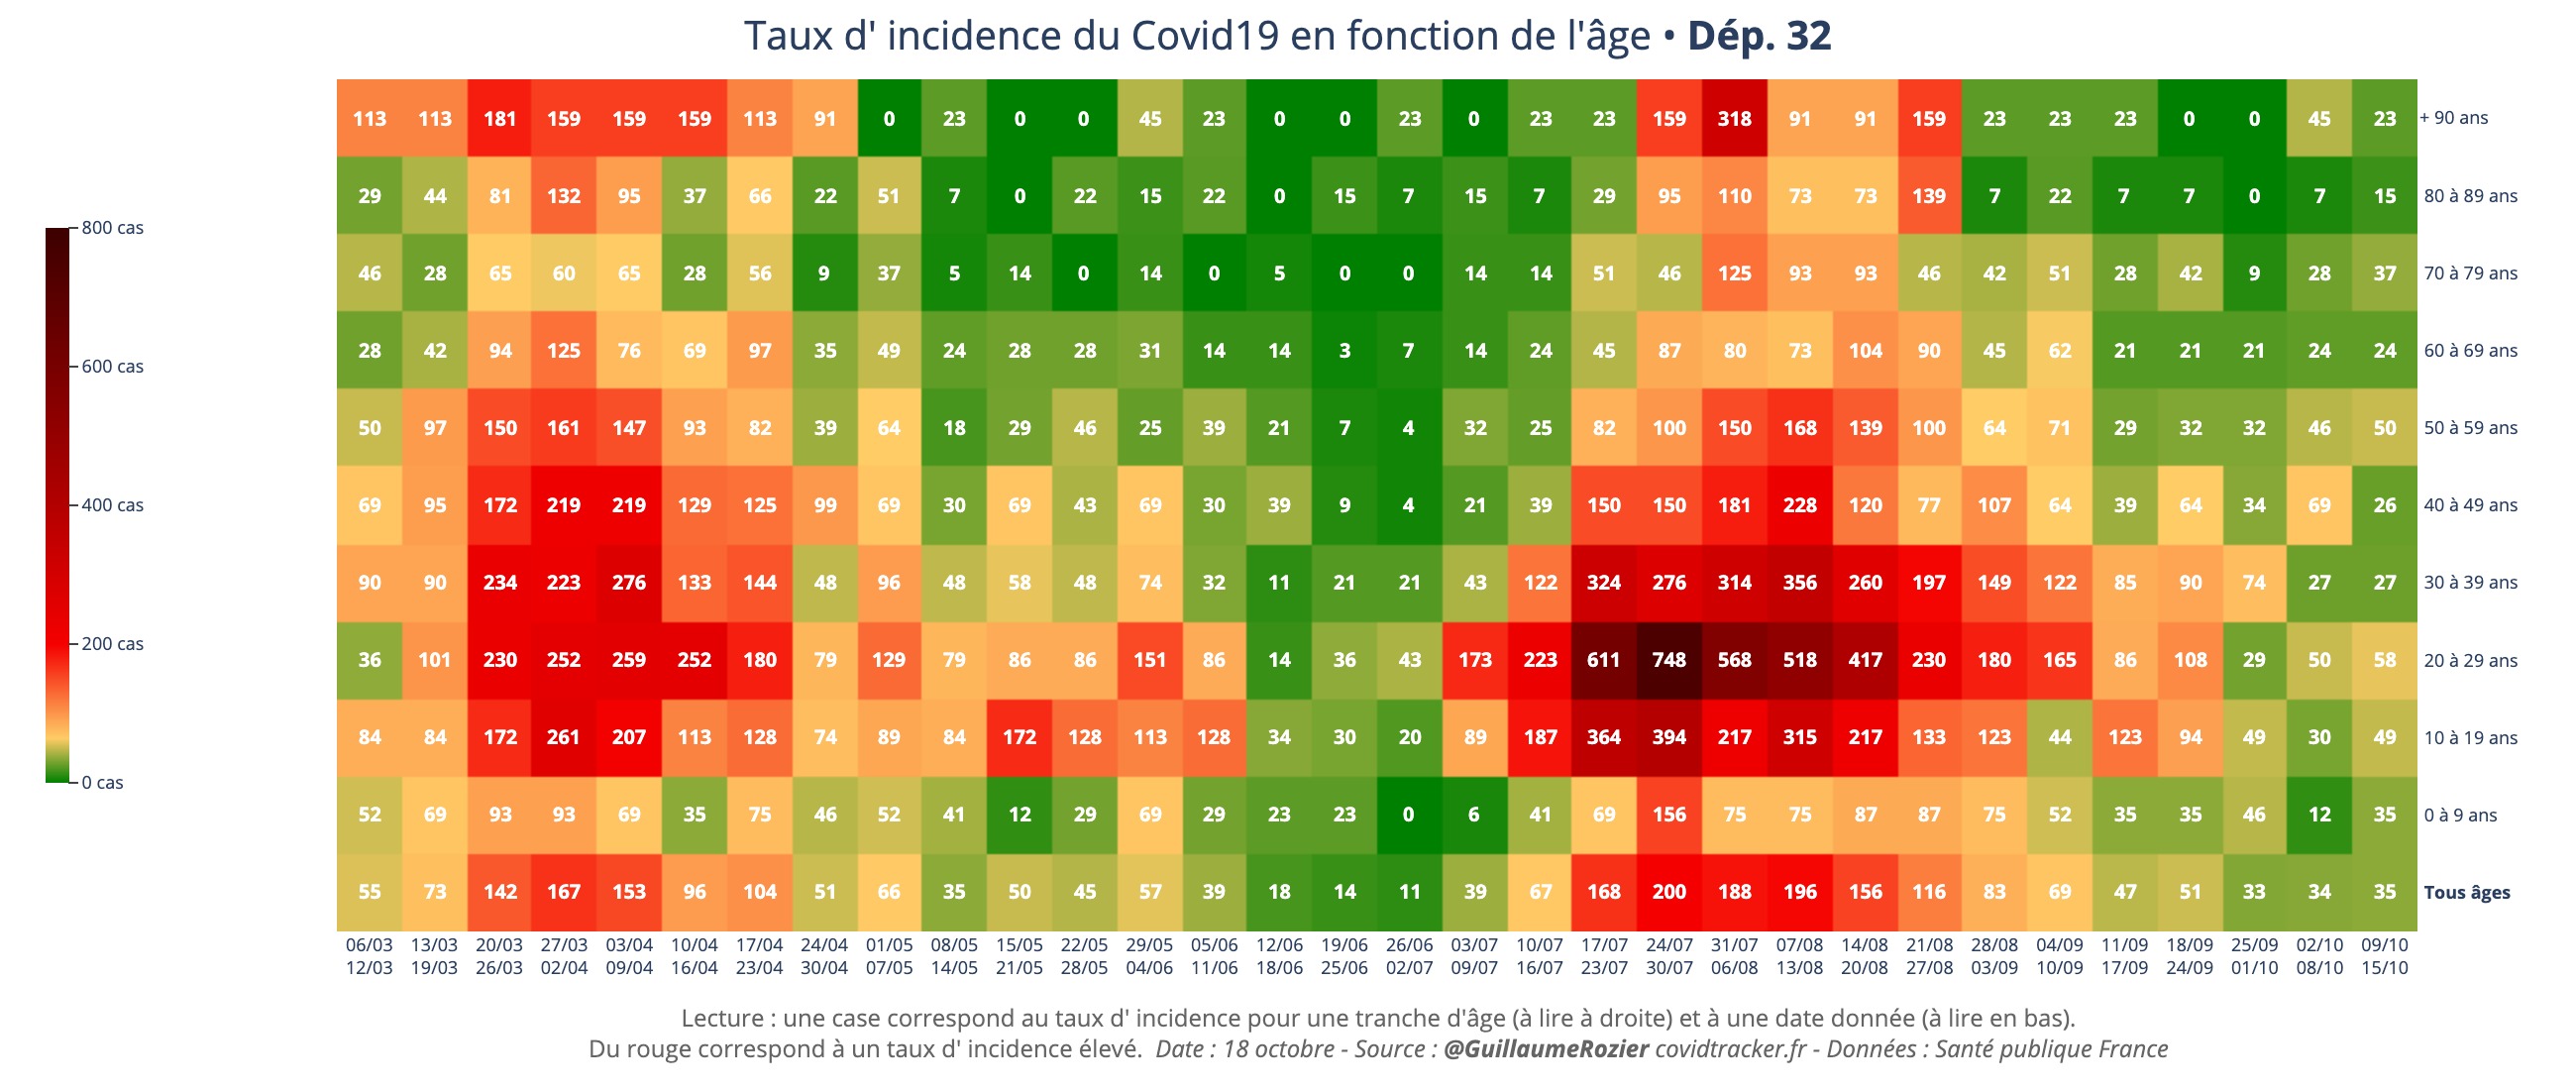 Taux d' incidence du Covid19 en fonction de l'âge • Dép. 32
113 113 181 159 159 159 113 91 0 23 0 0 45 23 0 0 23 0 23 23 159 318 91 91 159 23 23 23 0 0 45 23 + 90 ans
29 44 81 132 95 37 66 22 51 7 0 22 15 22 0 15 7 15 7 29 95 110 73 73 139 7 22 7 7 0 7 15 80 à 89 ans
800 cas
46 28 65 60 65 28 56 9 37 5 14 0 14 0 5 0 0 14 14 51 46 125 93 93 46 42 51 28 42 9 28 37 70 à 79 ans
28 42 94 125 76 69 97 35 49 24 28 28 31 14 14 3 7 14 24 45 87 80 73 104 90 45 62 21 21 21 24 24 60 à 69 ans
600 cas
50 97 150 161 147 93 82 39 64 18 29 46 25 39 21 7 4 32 25 82 100 150 168 139 100 64 71 29 32 32 46 50 50 à 59 ans
400 cas
69 95 172 219 219 129 125 99 69 30 69 43 69 30 39 9 4 21 39 150 150 181 228 120 77 107 64 39 64 34 69 26 40 à 49 ans
90 90 234 223 276 133 144 48 96 48 58 48 74 32 11 21 21 43 122 324 276 314 356 260 197 149 122 85 90 74 27 27 30 à 39 ans
200 cas
36 101 230 252 259 252 180 79 129 79 86 86 151 86 14 36 43 173 223 611 748 568 518 417 230 180 165 86 108 29 50 58 20 à 29 ans
84 84 172 261 207 113 128 74 89 84 172 128 113 128 34 30 20 89 187 364 394 217 315 217 133 123 44 123 94 49 30 49 10 à 19 ans
0 cas
52 69 93 93 69 35 75 46 52 41 12 29 69 29 23 23 0 6 41 69 156 75 75 87 87 75 52 35 35 46 12 35 0 à 9 ans
55 73 142 167 153 96 104 51 66 35 50 45 57 39 18 14 11 39 67 168 200 188 196 156 116 83 69 47 51 33 34 35 Tous âges
06/03 13/03 20/03 27/03 03/04 10/04 17/04 24/04 01/05 08/05 15/05 22/05 29/05 05/06 12/06 19/06 26/06 03/07 10/07 17/07 24/07 31/07 07/08 14/08 21/08 28/08 04/09 11/09 18/09 25/09 02/10 09/10
12/03 19/03 26/03 02/04 09/04 16/04 23/04 30/04 07/05 14/05 21/05 28/05 04/06 11/06 18/06 25/06 02/07 09/07 16/07 23/07 30/07 06/08 13/08 20/08 27/08 03/09 10/09 17/09 24/09 01/10 08/10 15/10
Lecture : une case correspond au taux d' incidence pour une tranche d'âge (à lire à droite) et à une date donnée (à lire en bas).
Du rouge correspond à un taux d' incidence élevé. Date : 18 octobre - Source : @GuillaumeRozier covidtracker.fr - Données : Santé publique France